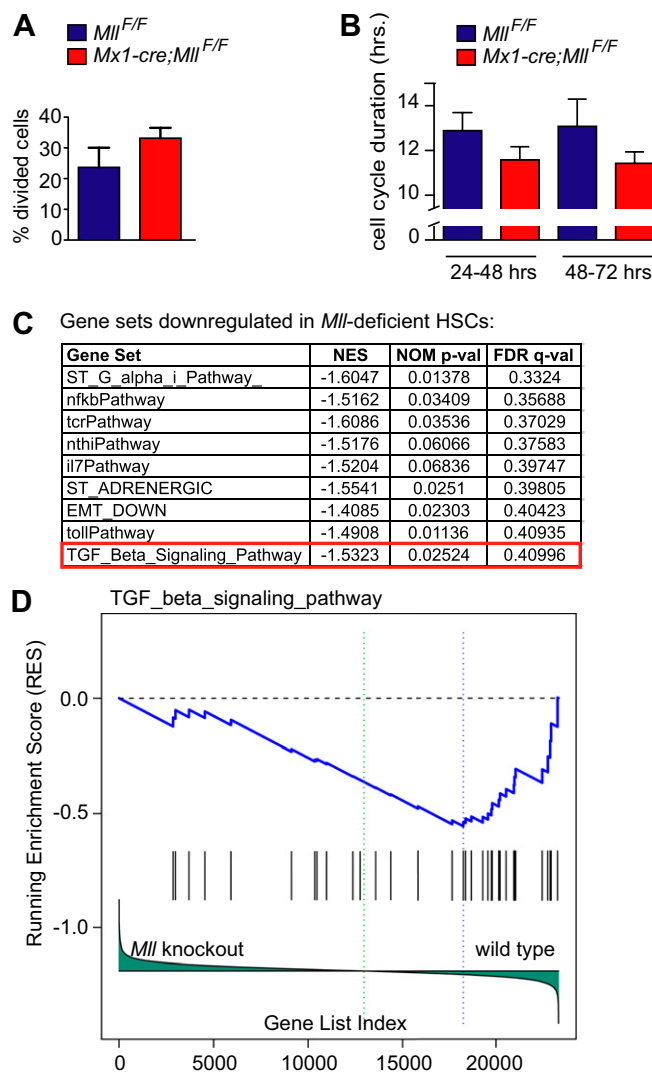 A
Mll F/F
Mx1-cre;Mll F/F
% divided cells
40
30
20
10
0
B
Mll F/F
Mx1-cre;Mll F/F
cell cycle duration (hrs.)
14
12
10
0
24-48 hrs
48-72 hrs
C Gene sets downregulated in Mll-deficient HSCs:
Gene Set NES NOM p-val FDR q-val
ST_G_alpha_i_Pathway_ -1.6047 0.01378 0.3324
nfkbPathway -1.5162 0.03409 0.35688
tcrPathway -1.6086 0.03536 0.37029
nthiPathway -1.5176 0.06066 0.37583
il7Pathway -1.5204 0.06836 0.39747
ST_ADRENERGIC -1.5541 0.0251 0.39805
EMT_DOWN -1.4085 0.02303 0.40423
tollPathway -1.4908 0.01136 0.40935
TGF_Beta_Signaling_Pathway -1.5323 0.02524 0.40996
D
TGF_beta_signaling_pathway
Running Enrichment Score (RES)
0.0
-0.5
-1.0
Mll knockout
wild type
Gene List Index
0 5000 10000 15000 20000